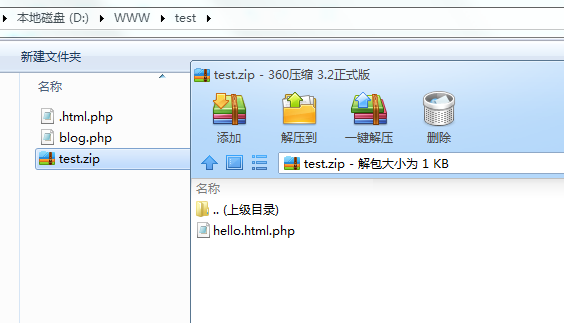 本地磁盘 (D:) ▸ WWW ▸ test ▸
新建文件夹
名称
.html.php
blog.php
test.zip
test.zip - 360压缩 3.2正式版
添加 解压到 一键解压 删除
test.zip - 解包大小为 1 KB
名称
.. (上级目录)
hello.html.php